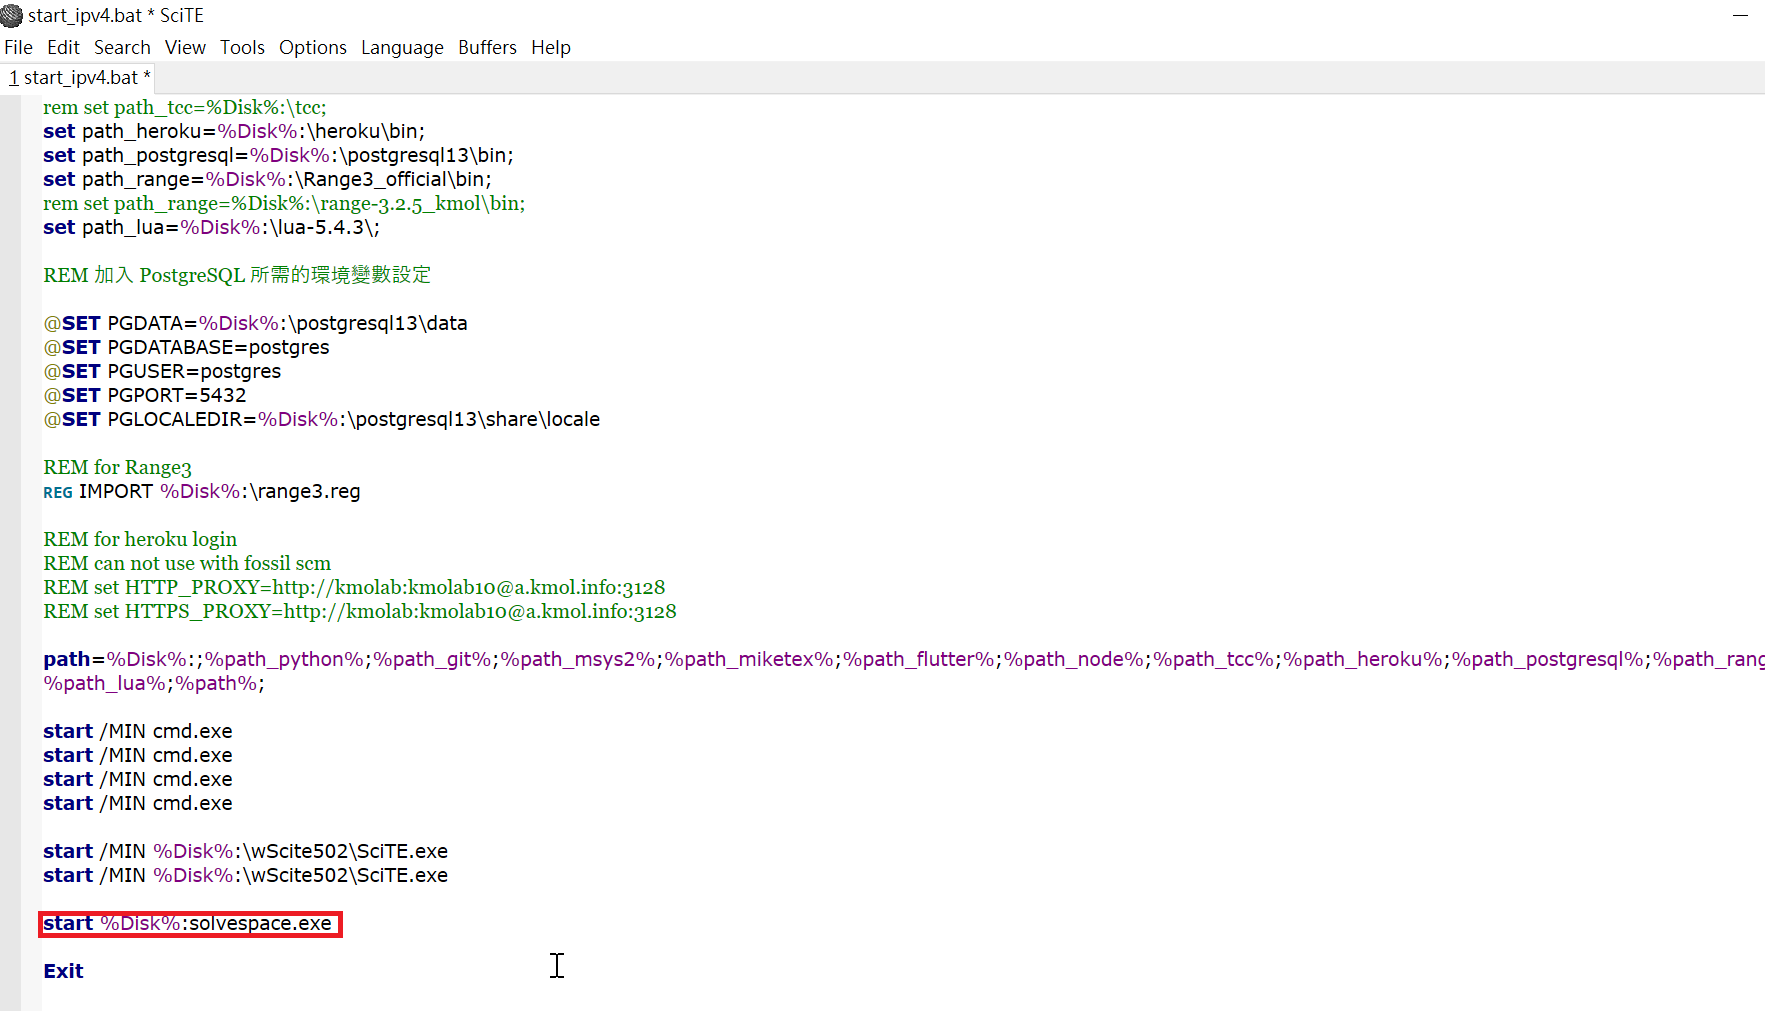 start_ipv4.bat * SciTE
File Edit Search View Tools Options Language Buffers Help
1 start_ipv4.bat *
rem set path_tcc=%Disk%:\tcc;
set path_heroku=%Disk%:\heroku\bin;
set path_postgresql=%Disk%:\postgresql13\bin;
set path_range=%Disk%:\Range3_official\bin;
rem set path_range=%Disk%:\range-3.2.5_kmol\bin;
set path_lua=%Disk%:\lua-5.4.3\;
REM 加入 PostgreSQL 所需的環境變數設定
@SET PGDATA=%Disk%:\postgresql13\data
@SET PGDATABASE=postgres
@SET PGUSER=postgres
@SET PGPORT=5432
@SET PGLOCALEDIR=%Disk%:\postgresql13\share\locale
REM for Range3
REG IMPORT %Disk%:\range3.reg
REM for heroku login
REM can not use with fossil scm
REM set HTTP_PROXY=http://kmolab:kmolab10@a.kmol.info:3128
REM set HTTPS_PROXY=http://kmolab:kmolab10@a.kmol.info:3128
path=%Disk%:;%path_python%;%path_git%;%path_msys2%;%path_miketex%;%path_flutter%;%path_node%;%path_tcc%;%path_heroku%;%path_postgresql%;%path_rang
%path_lua%;%path%;
start /MIN cmd.exe
start /MIN cmd.exe
start /MIN cmd.exe
start /MIN cmd.exe
start /MIN %Disk%:\wScite502\SciTE.exe
start /MIN %Disk%:\wScite502\SciTE.exe
start %Disk%:solvespace.exe
Exit